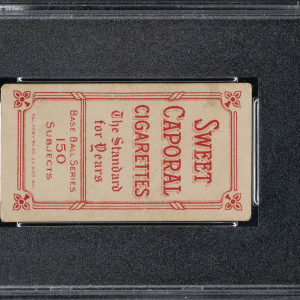 SWEET
CAPORAL
CIGARETTES
The Standard
for Years
BASE BALL SERIES
150
SUBJECTS